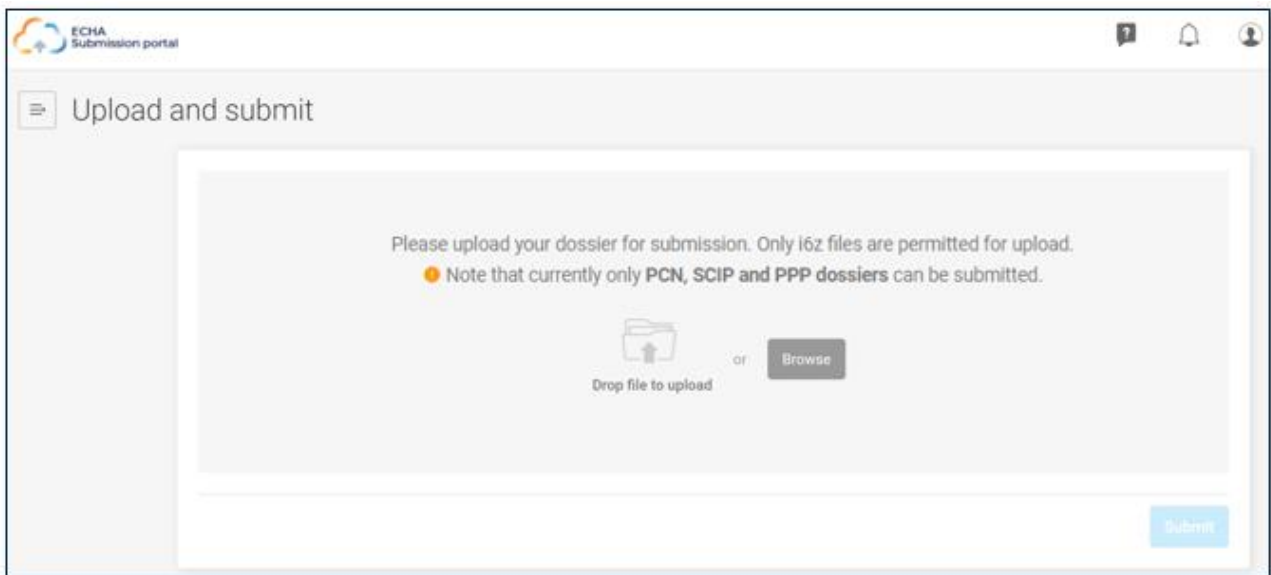 ECHA
Submission portal
?
Upload and submit
Please upload your dossier for submission. Only i6z files are permitted for upload.
Note that currently only PCN, SCIP and PPP dossiers can be submitted.
or
Browse
Drop file to upload
Submit